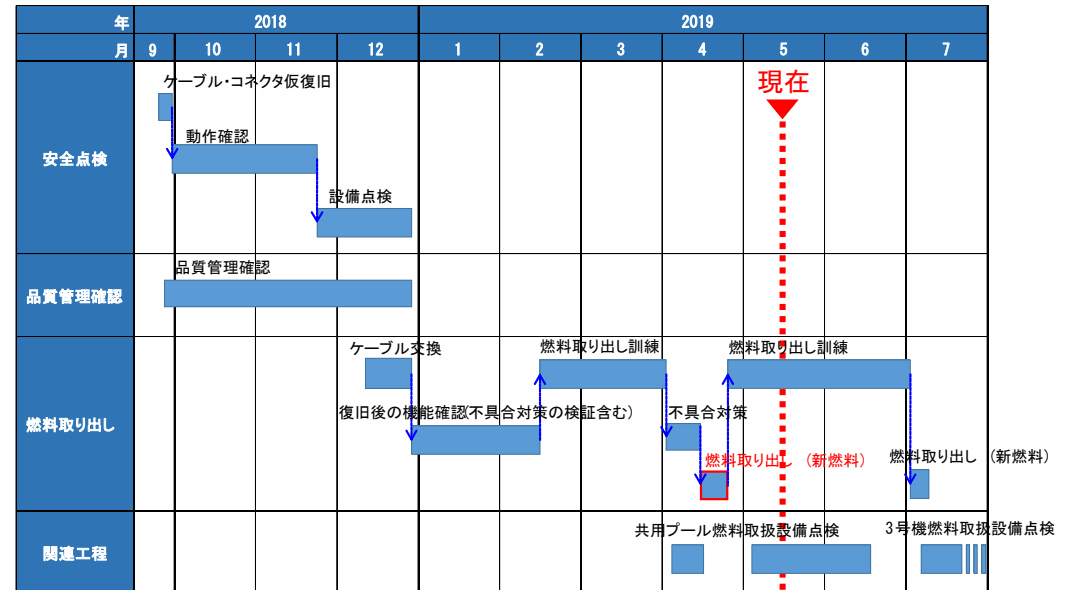 年 2018 2019
月 9 10 11 12 1 2 3 4 5 6 7
現在
安全点検
ケーブル・コネクタ仮復旧
動作確認
設備点検
品質管理確認
品質管理確認
燃料取り出し
ケーブル交換
燃料取り出し訓練
燃料取り出し訓練
復旧後の機能確認(不具合対策の検証含む)
不具合対策
燃料取り出し (新燃料)
燃料取り出し (新燃料)
関連工程
共用プール燃料取扱設備点検
3号機燃料取扱設備点検